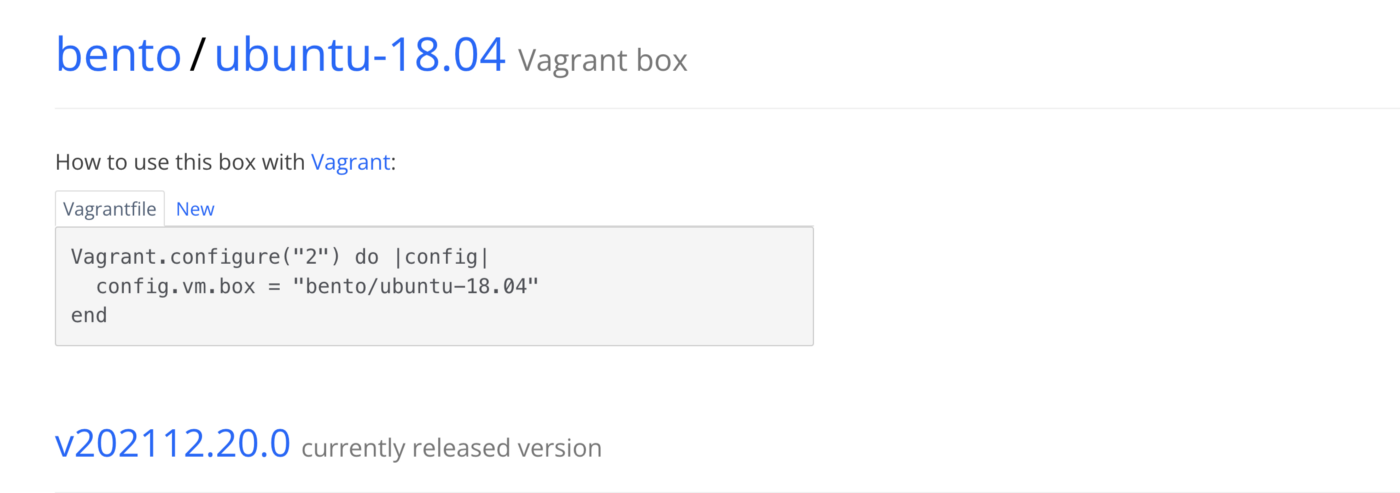 bento / ubuntu-18.04 Vagrant box
How to use this box with Vagrant:
Vagrantfile New
Vagrant.configure("2") do |config|
  config.vm.box = "bento/ubuntu-18.04"
end
v202112.20.0 currently released version